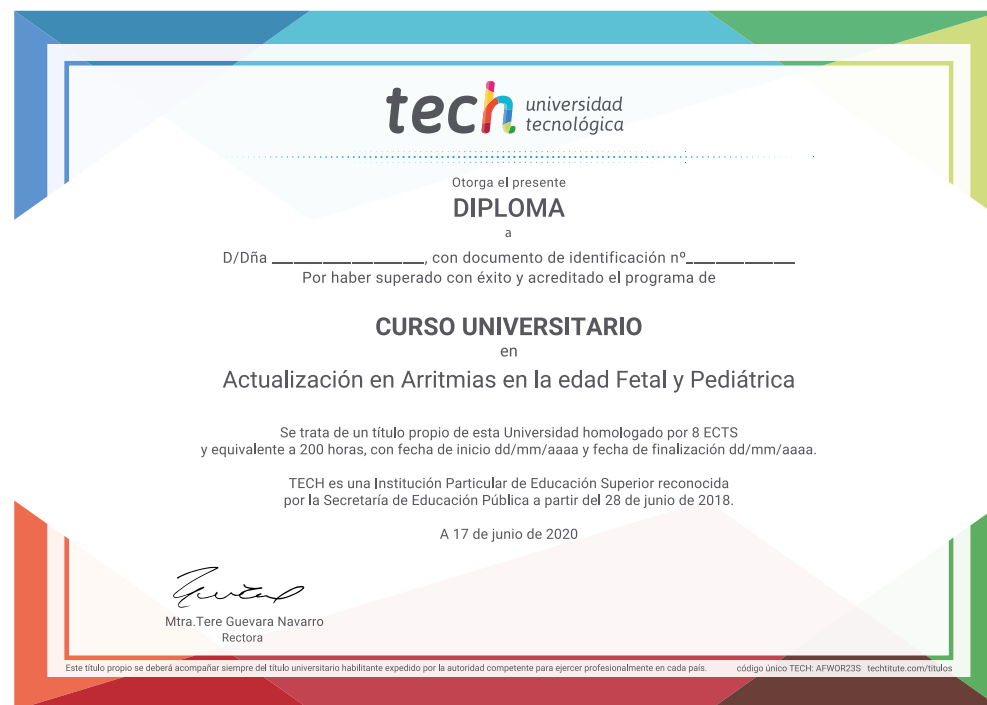 tech universidad
tecnológica
Otorga el presente
DIPLOMA
a
D/Dña ______________, con documento de identificación nº__________
Por haber superado con éxito y acreditado el programa de
CURSO UNIVERSITARIO
en
Actualización en Arritmias en la edad Fetal y Pediátrica
Se trata de un título propio de esta Universidad homologado por 8 ECTS
y equivalente a 200 horas, con fecha de inicio dd/mm/aaaa y fecha de finalización dd/mm/aaaa.
TECH es una Institución Particular de Educación Superior reconocida
por la Secretaría de Educación Pública a partir del 28 de junio de 2018.
A 17 de junio de 2020
Mtra.Tere Guevara Navarro
Rectora
Este título propio se deberá acompañar siempre del título universitario habilitante expedido por la autoridad competente para ejercer profesionalmente en cada país. código único TECH: AFWOR23S techtitute.com/titulos